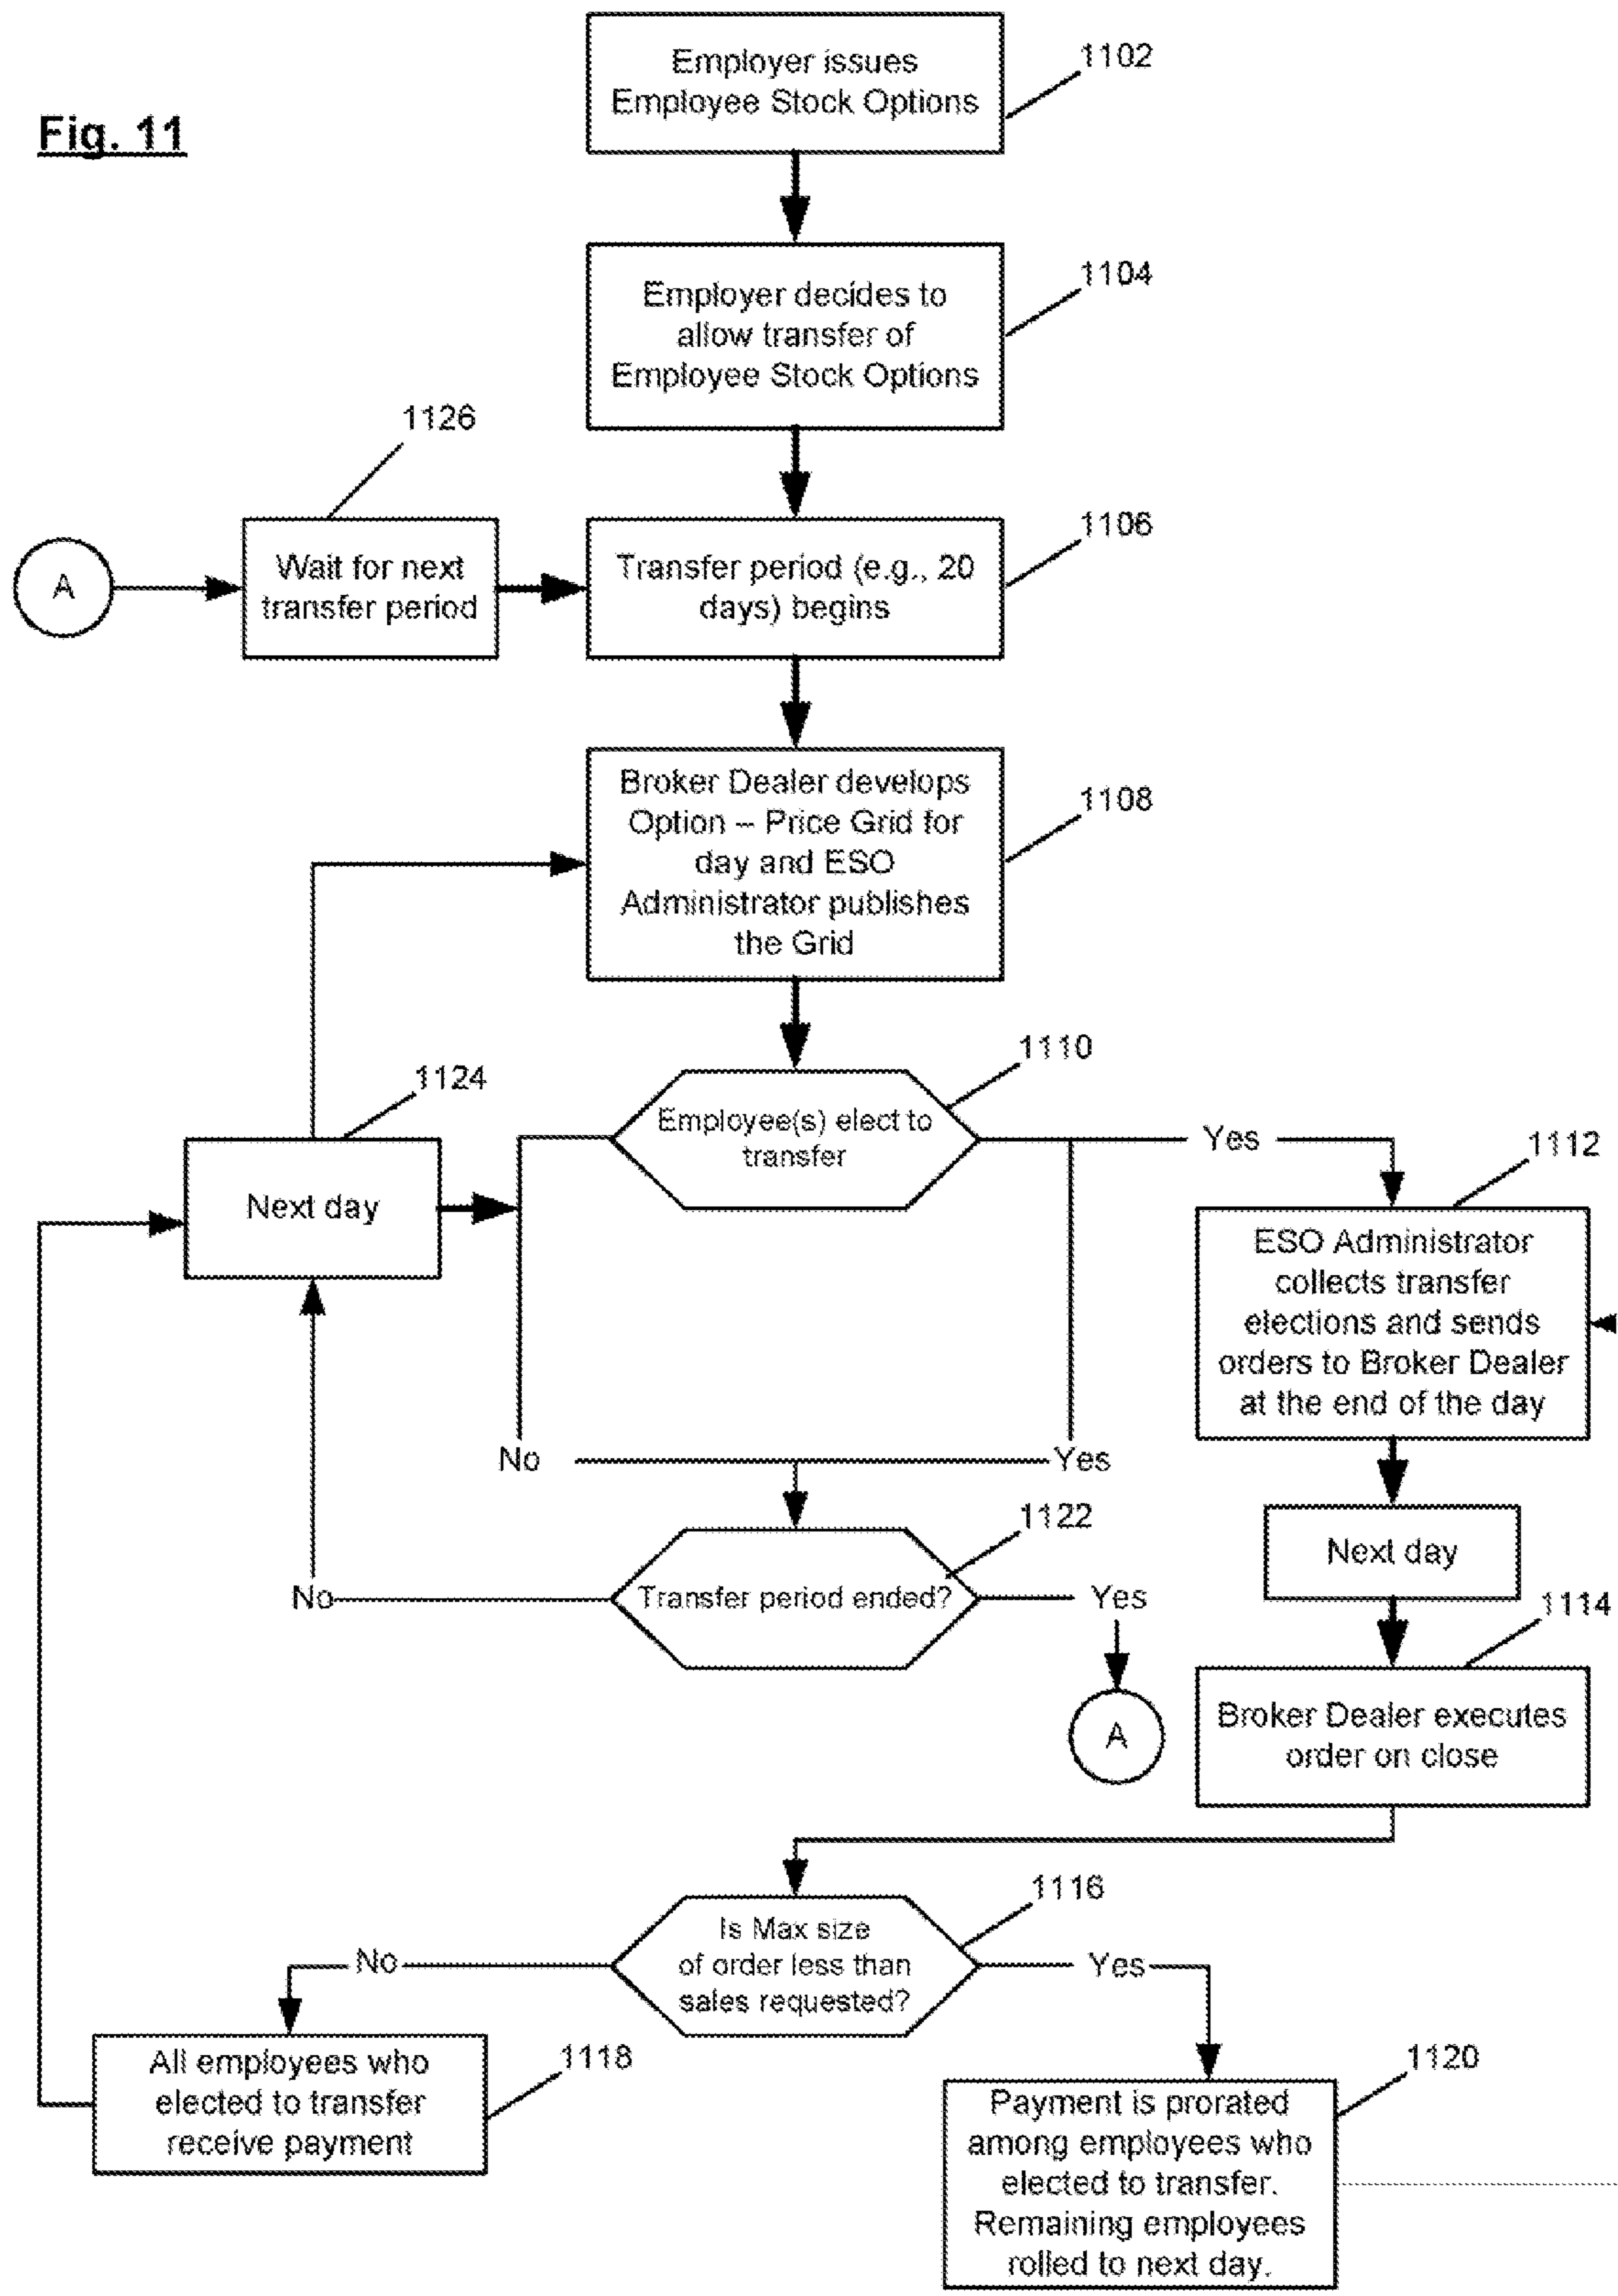 Fig. 11
Employer issues
Employee Stock Options
1102
Employer decides to
allow transfer of
Employee Stock Options
1104
1126
A
Wait for next
transfer period
Transfer period (e.g., 20
days) begins
1106
Broker Dealer develops
Option – Price Grid for
day and ESO
Administrator publishes
the Grid
1108
1110
Employee(s) elect to
transfer
1124
Next day
Yes
1112
ESO Administrator
collects transfer
elections and sends
orders to Broker Dealer
at the end of the day
No
Yes
1122
Transfer period ended?
No
Yes
A
Next day
1114
Broker Dealer executes
order on close
1116
Is Max size
of order less than
sales requested?
No
Yes
All employees who
elected to transfer
receive payment
1118
1120
Payment is prorated
among employees who
elected to transfer.
Remaining employees
rolled to next day.